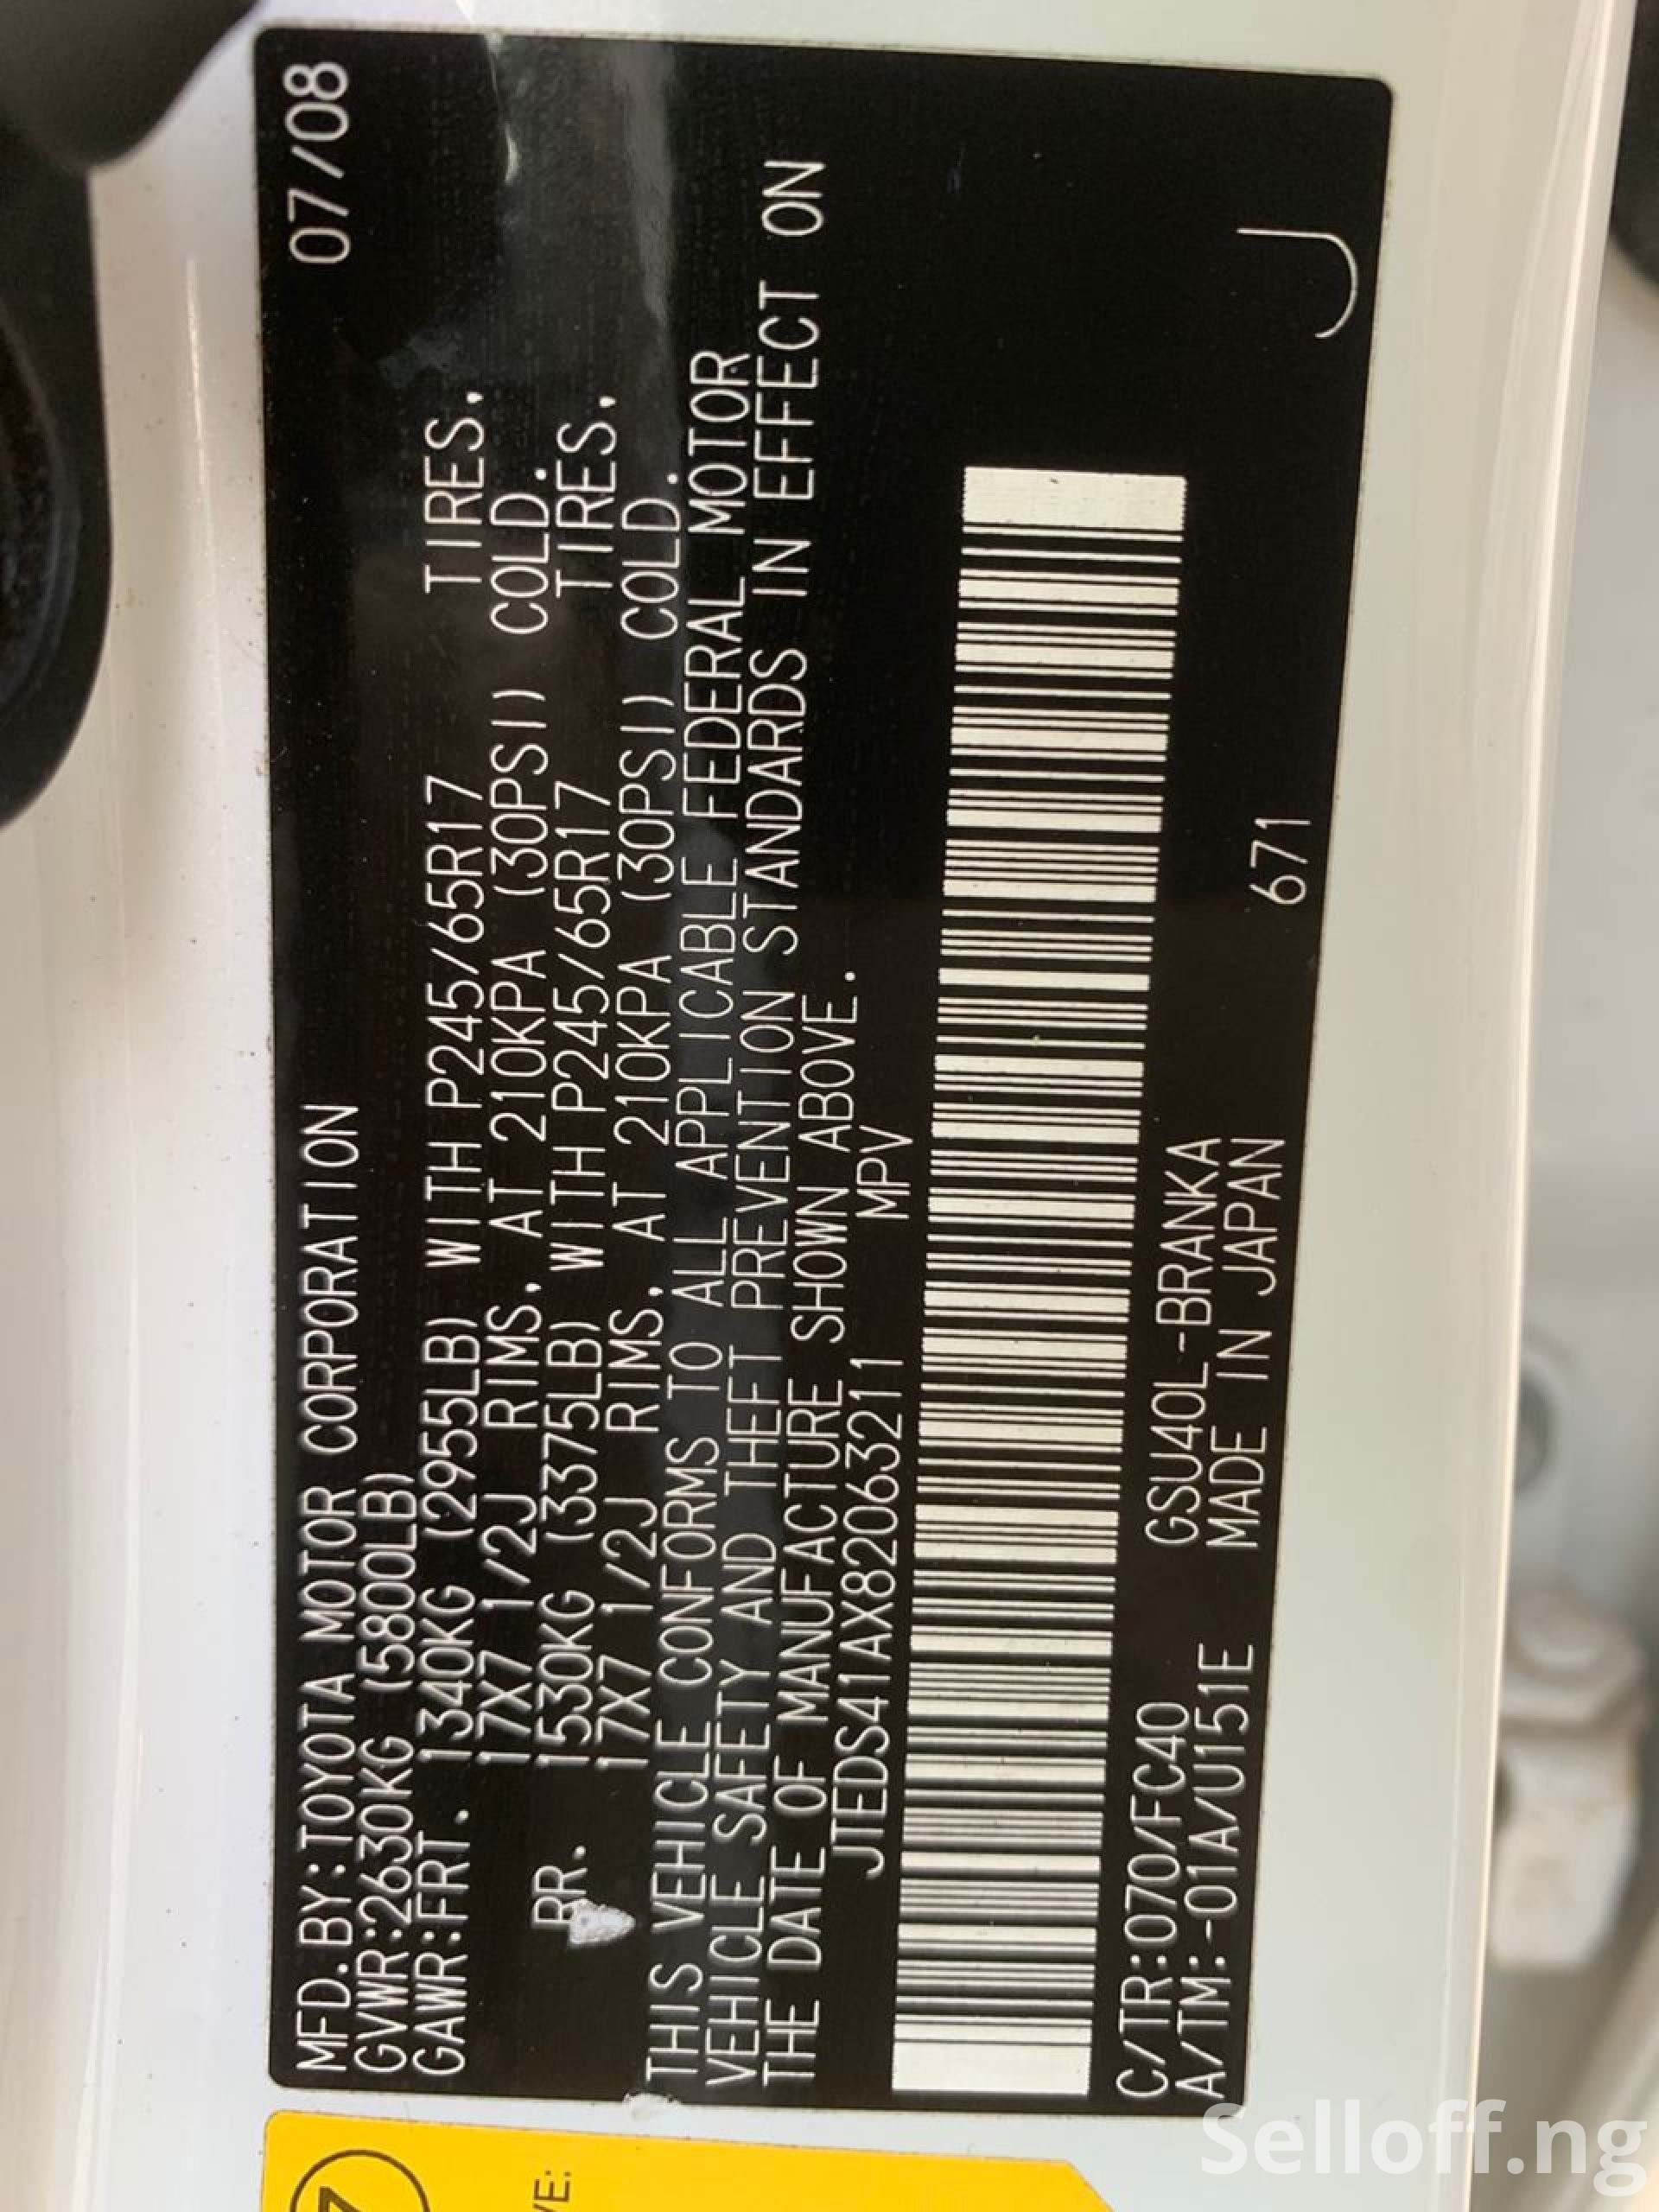 MFD.BY:TOYOTA MOTOR CORPORATION 07/08
GVWR:2630KG (5800LB)
GAWR:FRT. 1340KG (2955LB) WITH P245/65R17 TIRES,
17X7 1/2J RIMS, AT 210KPA (30PSI) COLD.
RR. 1530KG (3375LB) WITH P245/65R17 TIRES,
17X7 1/2J RIMS, AT 210KPA (30PSI) COLD.
THIS VEHICLE CONFORMS TO ALL APPLICABLE FEDERAL MOTOR
VEHICLE SAFETY AND THEFT PREVENTION STANDARDS IN EFFECT ON
THE DATE OF MANUFACTURE SHOWN ABOVE.
JTEDS41AX82063211 MPV
C/TR:070/FC40 GSU40L-BRANKA
A/TM:-01A/U151E MADE IN JAPAN 671
J
VE:
Selloff.ng